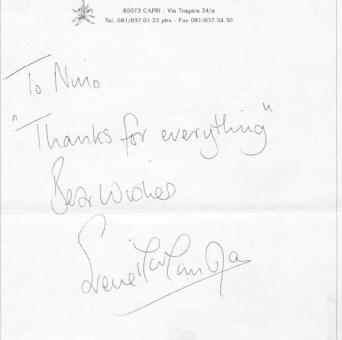 80073 CAPRI - Via Tragara 24/a
Tel. 081/837.01.22 pbx - Fax 081/837.04.30
To Nino
"Thanks for everything"
Best Wishes